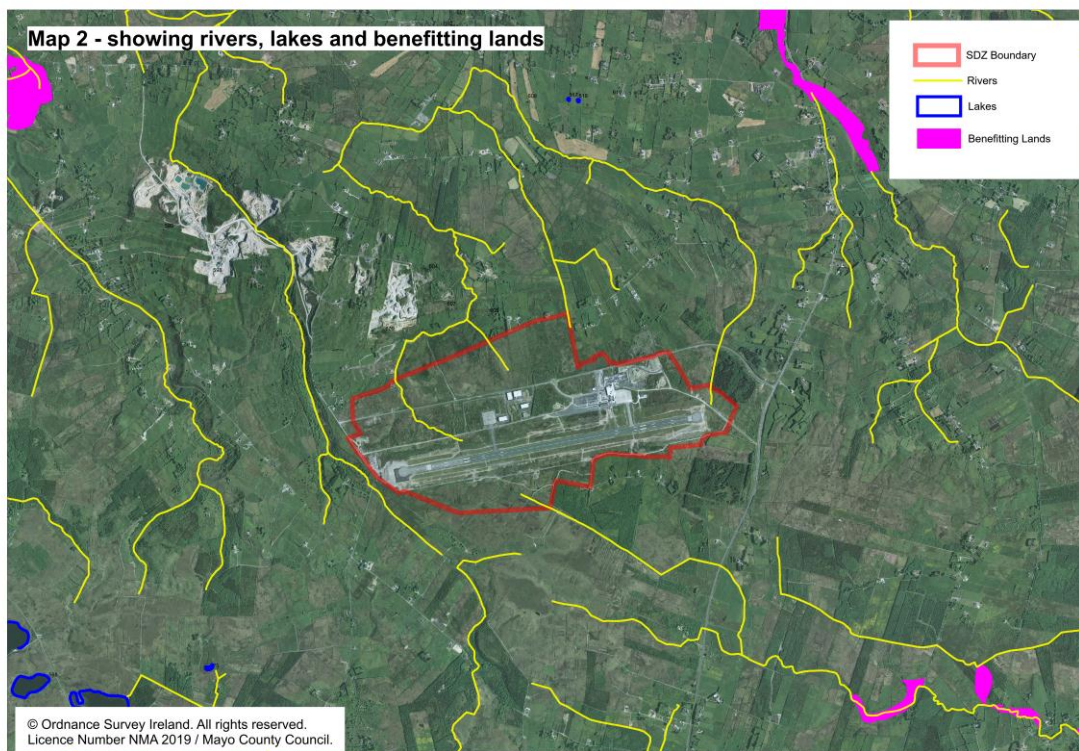 Map 2 - showing rivers, lakes and benefitting lands
SDZ Boundary
Rivers
Lakes
Benefitting Lands
© Ordnance Survey Ireland. All rights reserved.
Licence Number NMA 2019 / Mayo County Council.